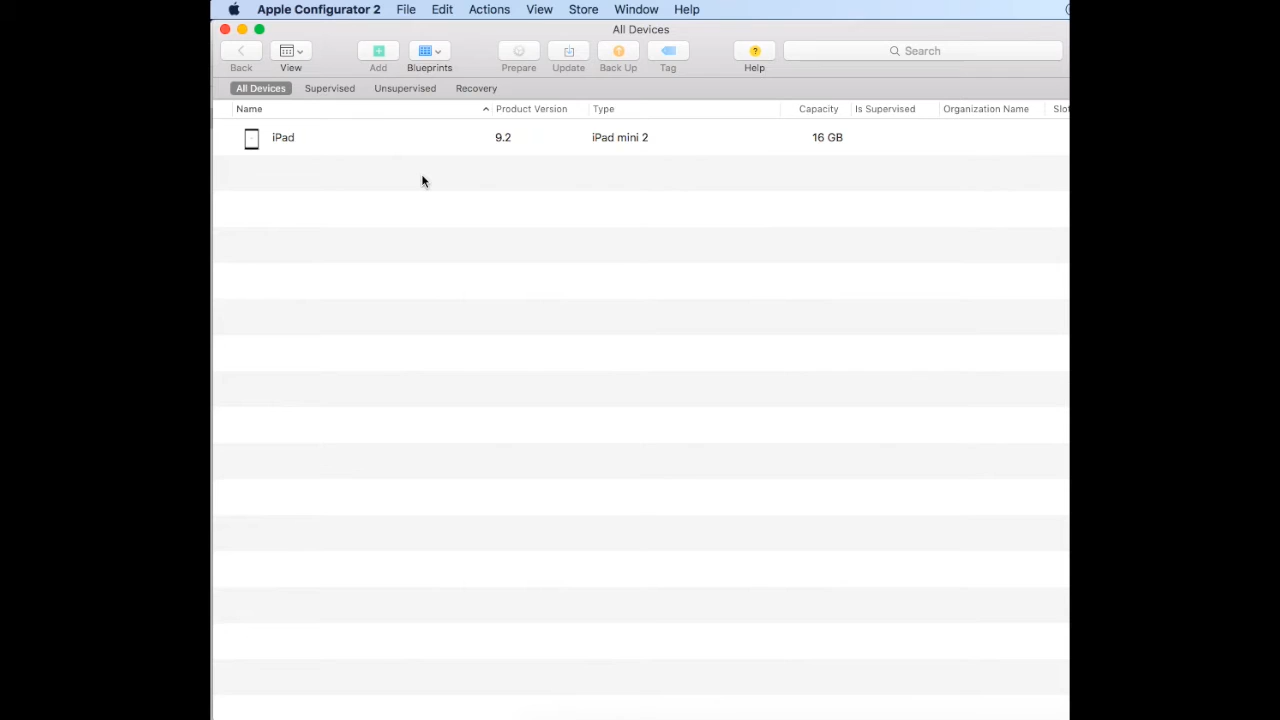 Apple Configurator 2 File Edit Actions View Store Window Help
All Devices
Search
Back View Add Blueprints Prepare Update Back Up Tag Help
All Devices Supervised Unsupervised Recovery
Name Product Version Type Capacity Is Supervised Organization Name Slot
iPad 9.2 iPad mini 2 16 GB